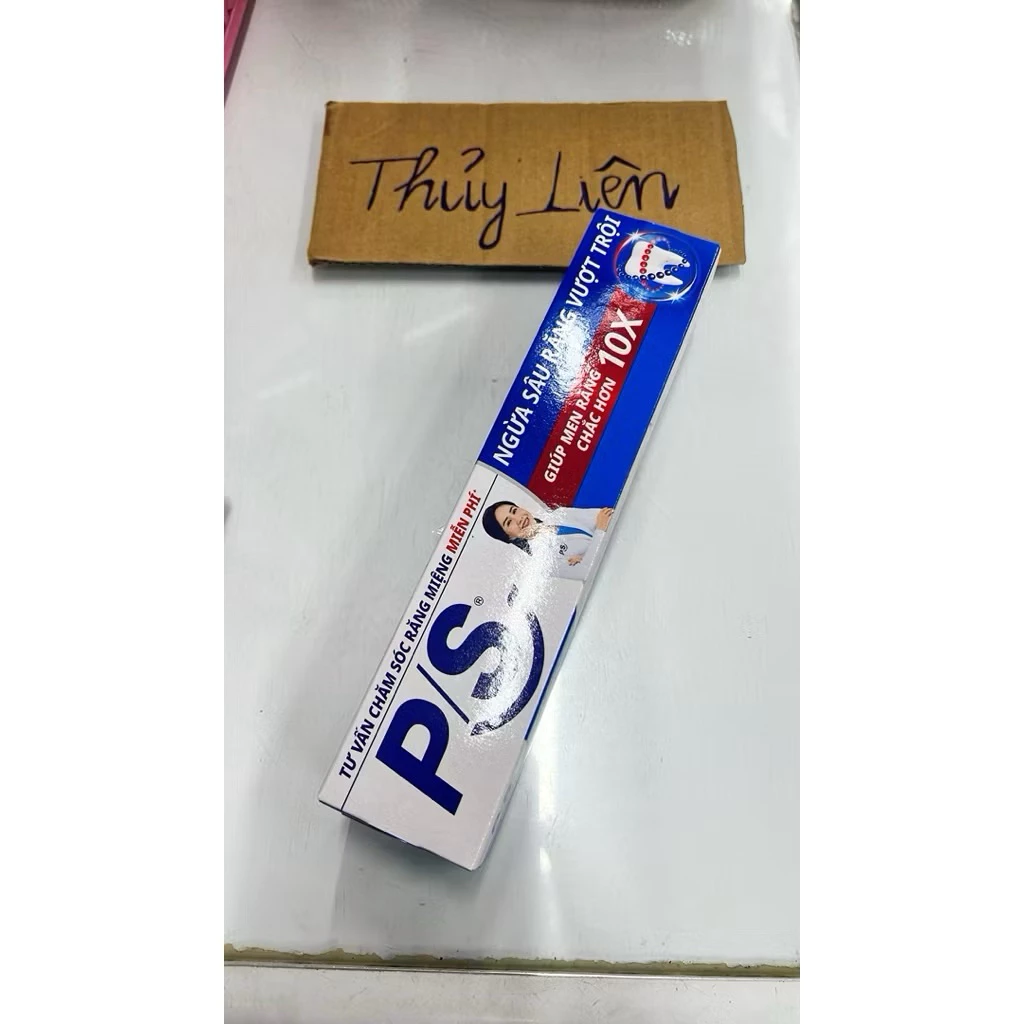 Thủy Liên
TƯ VẤN CHĂM SÓC RĂNG MIỆNG MIỄN PHÍ*
P/S®
NGỪA SÂU RĂNG VƯỢT TRỘI
GIÚP MEN RĂNG
CHẮC HƠN 10X
P/S